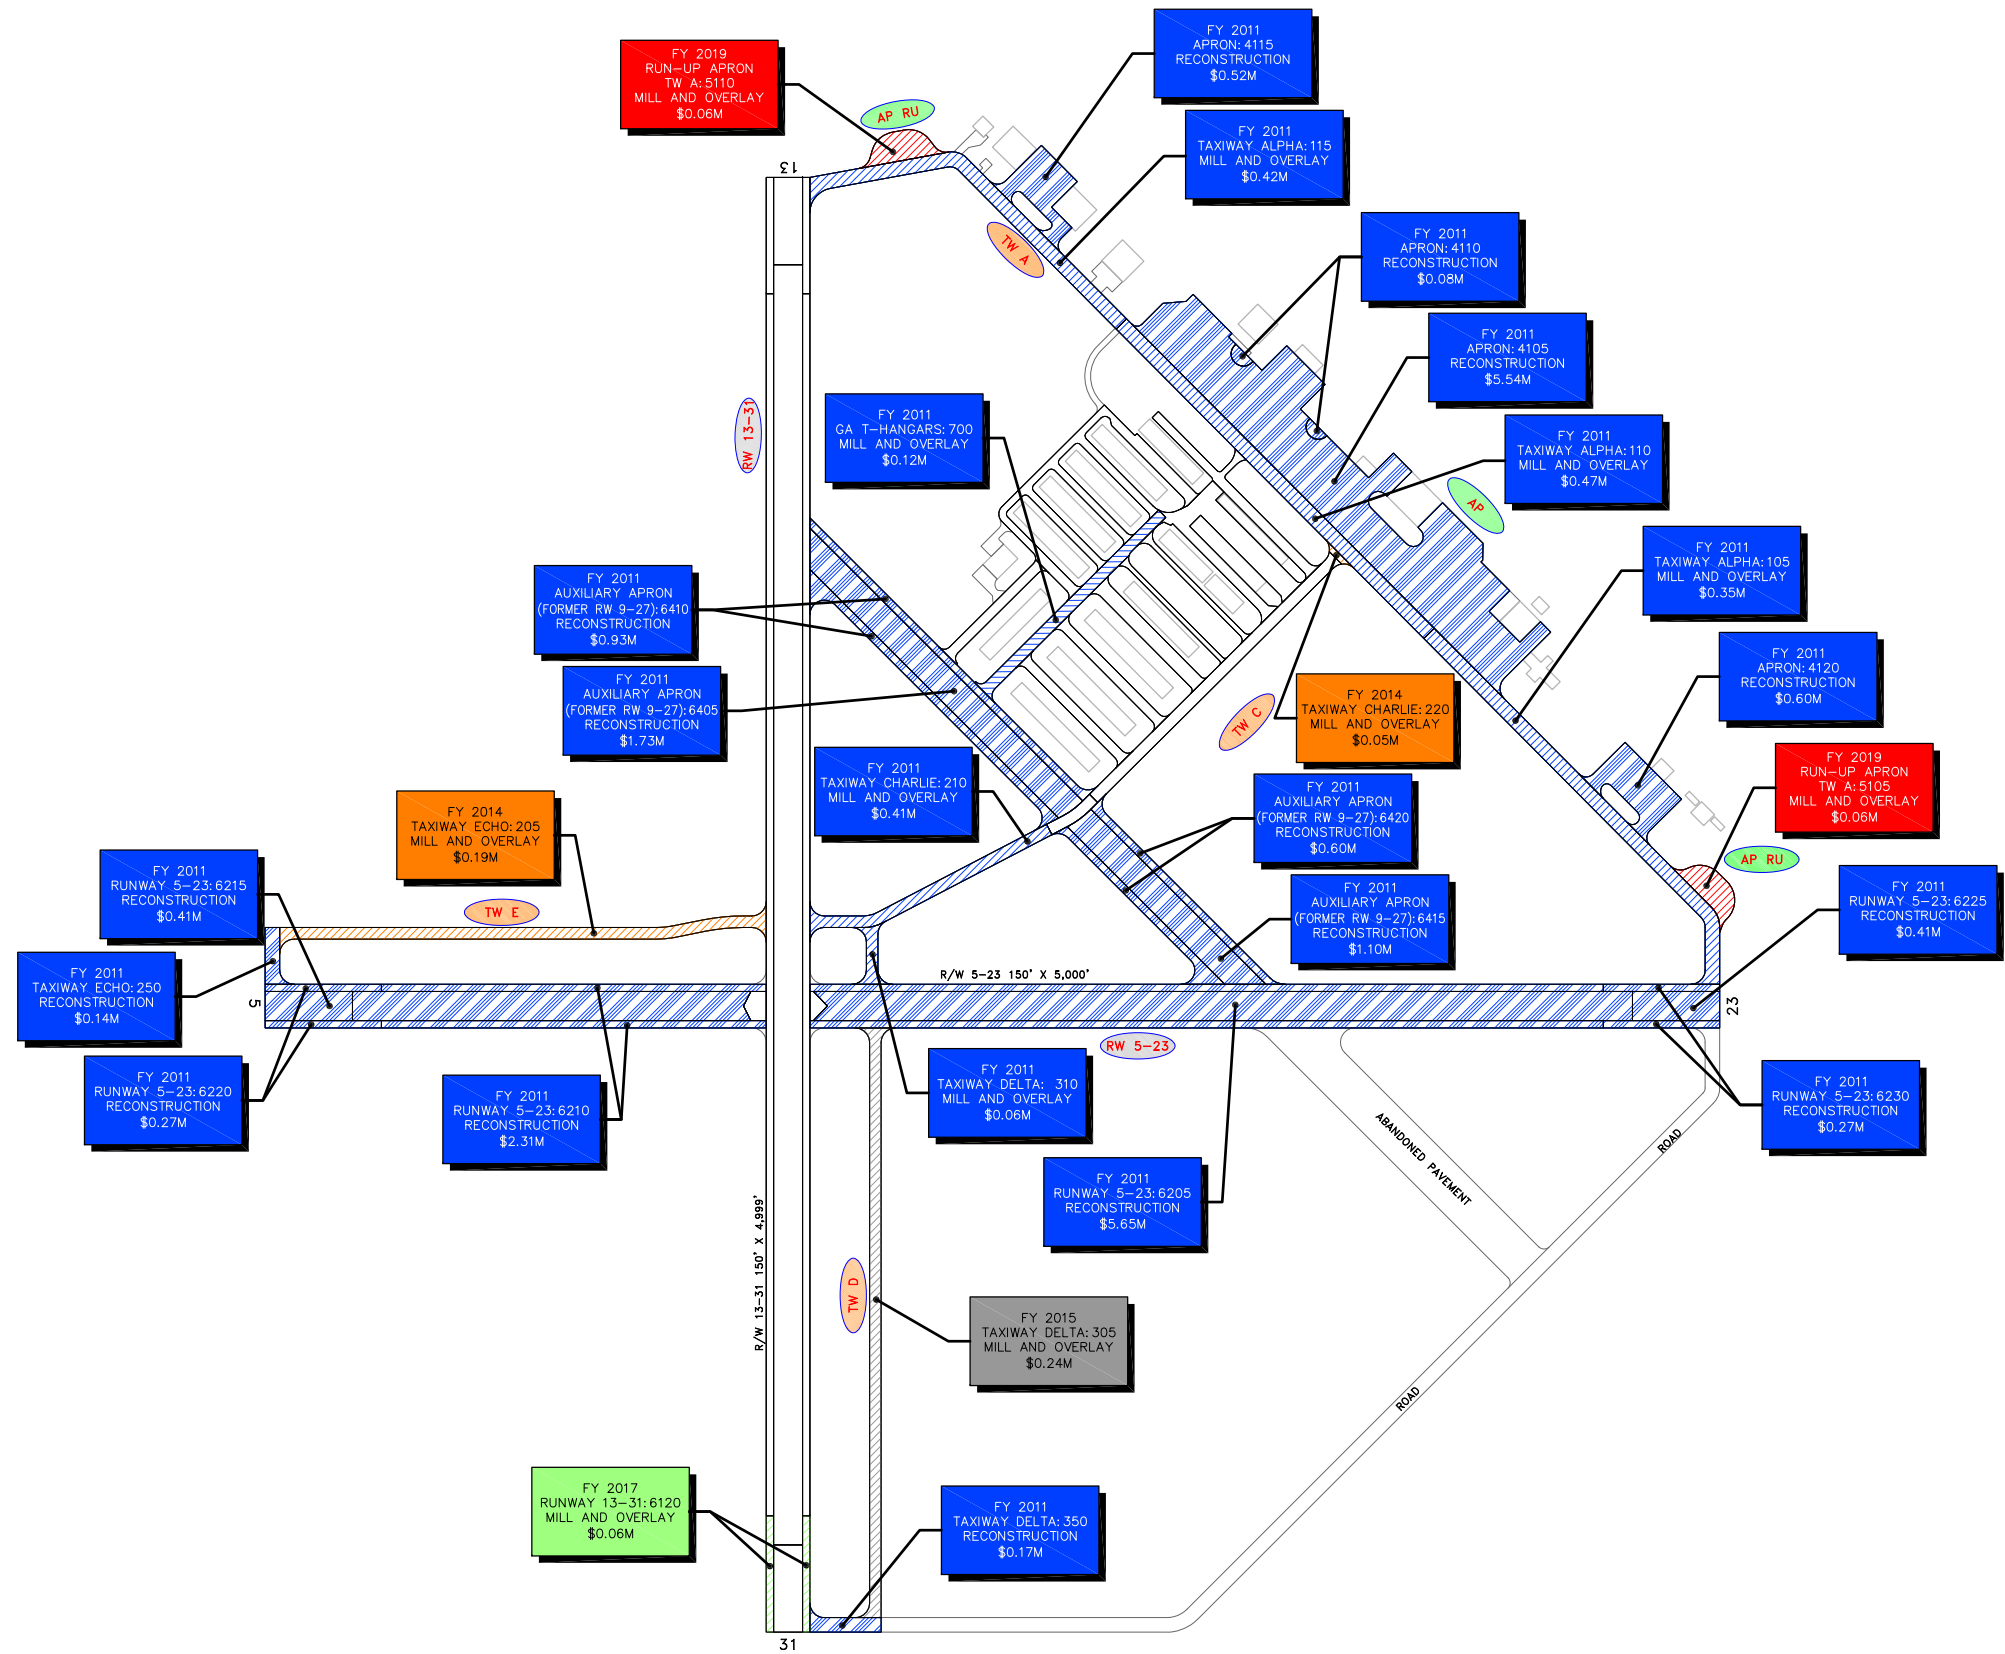 FY 2011
APRON: 4115
RECONSTRUCTION
$0.52M
FY 2019
RUN-UP APRON
TW A: 5110
MILL AND OVERLAY
$0.06M
AP RU
FY 2011
TAXIWAY ALPHA: 115
MILL AND OVERLAY
$0.42M
13
TW A
FY 2011
APRON: 4110
RECONSTRUCTION
$0.08M
FY 2011
APRON: 4105
RECONSTRUCTION
$5.54M
RW 13-31
FY 2011
GA T-HANGARS: 700
MILL AND OVERLAY
$0.12M
FY 2011
TAXIWAY ALPHA: 110
MILL AND OVERLAY
$0.47M
AP
FY 2011
TAXIWAY ALPHA: 105
MILL AND OVERLAY
$0.35M
FY 2011
AUXILIARY APRON
(FORMER RW 9-27): 6410
RECONSTRUCTION
$0.93M
FY 2011
AUXILIARY APRON
(FORMER RW 9-27): 6405
RECONSTRUCTION
$1.73M
FY 2011
APRON: 4120
RECONSTRUCTION
$0.60M
TW C
FY 2014
TAXIWAY CHARLIE: 220
MILL AND OVERLAY
$0.05M
FY 2011
TAXIWAY CHARLIE: 210
MILL AND OVERLAY
$0.41M
FY 2019
RUN-UP APRON
TW A: 5105
MILL AND OVERLAY
$0.06M
AP RU
FY 2011
AUXILIARY APRON
(FORMER RW 9-27): 6420
RECONSTRUCTION
$0.60M
FY 2014
TAXIWAY ECHO: 205
MILL AND OVERLAY
$0.19M
TW E
FY 2011
RUNWAY 5-23: 6215
RECONSTRUCTION
$0.41M
FY 2011
AUXILIARY APRON
(FORMER RW 9-27): 6415
RECONSTRUCTION
$1.10M
FY 2011
RUNWAY 5-23: 6225
RECONSTRUCTION
$0.41M
FY 2011
TAXIWAY ECHO: 250
RECONSTRUCTION
$0.14M
R/W 5-23 150' X 5,000'
5
23
RW 5-23
FY 2011
RUNWAY 5-23: 6220
RECONSTRUCTION
$0.27M
FY 2011
RUNWAY 5-23: 6210
RECONSTRUCTION
$2.31M
FY 2011
TAXIWAY DELTA: 310
MILL AND OVERLAY
$0.06M
FY 2011
RUNWAY 5-23: 6230
RECONSTRUCTION
$0.27M
ABANDONED PAVEMENT
ROAD
FY 2011
RUNWAY 5-23: 6205
RECONSTRUCTION
$5.65M
R/W 13-31 150' X 4,999'
TW D
FY 2015
TAXIWAY DELTA: 305
MILL AND OVERLAY
$0.24M
ROAD
FY 2017
RUNWAY 13-31: 6120
MILL AND OVERLAY
$0.06M
FY 2011
TAXIWAY DELTA: 350
RECONSTRUCTION
$0.17M
31